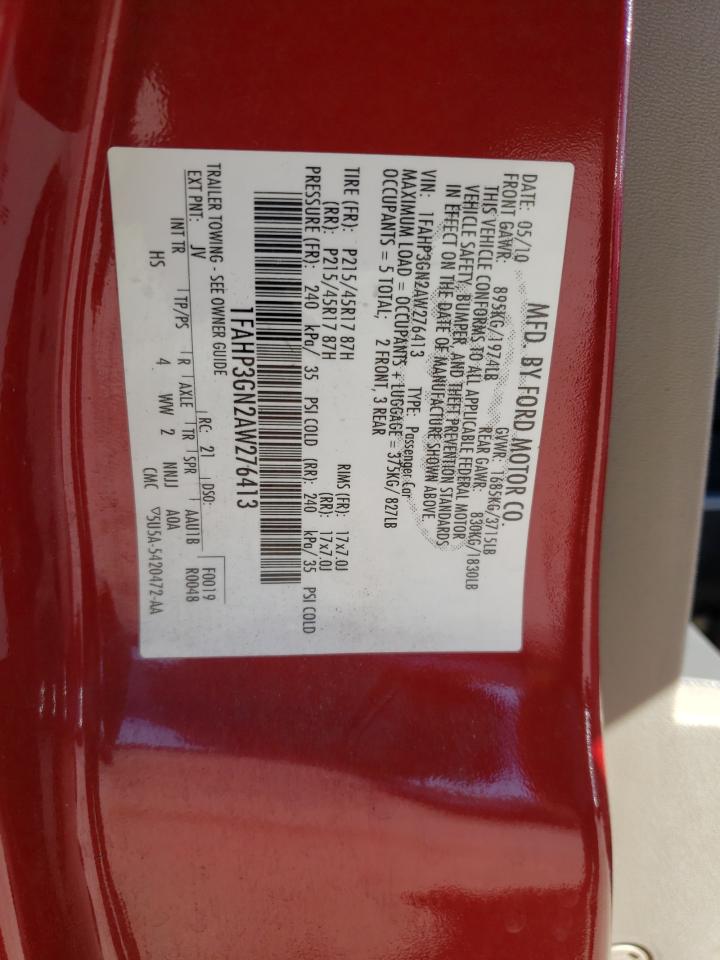 MFD. BY FORD MOTOR CO.
DATE: 05/10 GVWR: 1685KG/3715LB
FRONT GAWR: 895KG/1974LB REAR GAWR: 830KG/1830LB
THIS VEHICLE CONFORMS TO ALL APPLICABLE FEDERAL MOTOR
VEHICLE SAFETY, BUMPER, AND THEFT PREVENTION STANDARDS
IN EFFECT ON THE DATE OF MANUFACTURE SHOWN ABOVE.
VIN: 1FAHP3GN2AW276413 TYPE: Passenger Car
MAXIMUM LOAD = OCCUPANTS + LUGGAGE = 375KG/ 827LB
OCCUPANTS = 5 TOTAL; 2 FRONT, 3 REAR
TIRE (FR): P215/45R17 87H RIMS (FR): 17x7.0J
(RR): P215/45R17 87H (RR): 17x7.0J
PRESSURE (FR): 240 kPa/ 35 PSI COLD (RR): 240 kPa/ 35 PSI COLD
1FAHP3GN2AW276413
TRAILER TOWING - SEE OWNER GUIDE F0019
EXT PNT: JV RC: 21 DSO: R0048
INT TR TP/PS R AXLE TR SPR AAU1B
HS 4 WW 2 NNJJ AOA
CMC ▽5U5A-5420472-AA